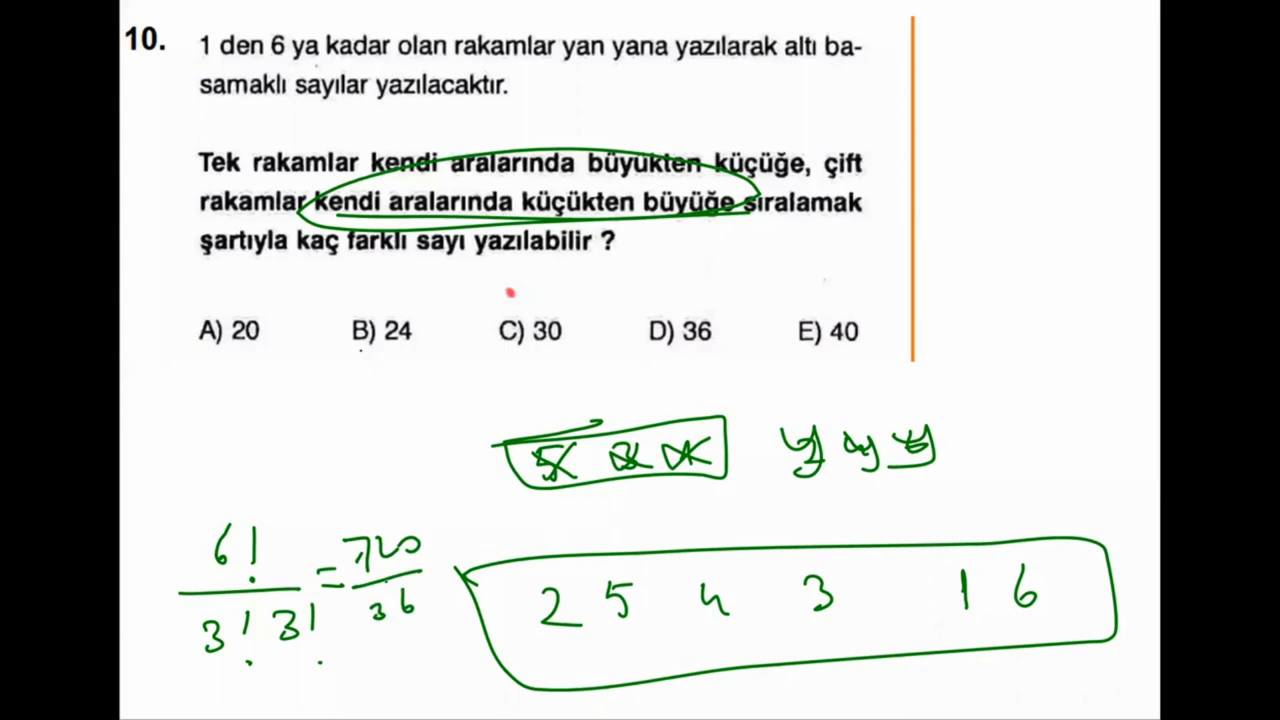 10. 1 den 6 ya kadar olan rakamlar yan yana yazılarak altı ba-
samaklı sayılar yazılacaktır.
Tek rakamlar kendi aralarında büyükten küçüğe, çift
rakamlar kendi aralarında küçükten büyüğe sıralamak
şartıyla kaç farklı sayı yazılabilir ?
A) 20 B) 24 C) 30 D) 36 E) 40
6! / 3! 3! = 720 / 36
2 5 4 3 1 6